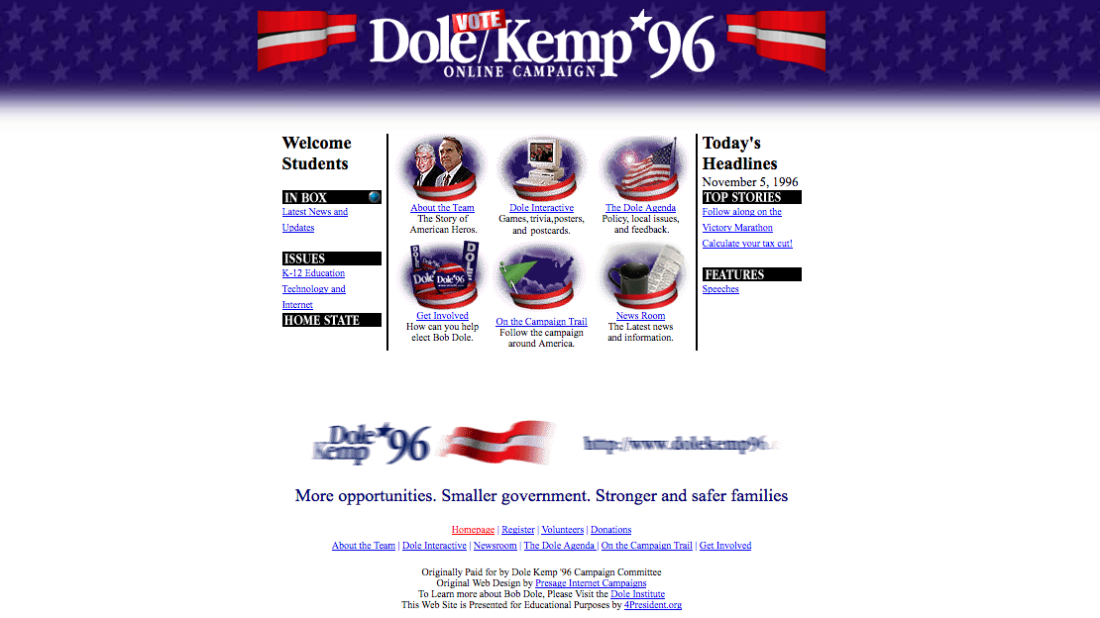 VOTE
Dole/Kemp '96
ONLINE CAMPAIGN
Welcome
Students
IN BOX
Latest News and
Updates
ISSUES
K-12 Education
Technology and
Internet
HOME STATE
About the Team
The Story of
American Heros.
Dole Interactive
Games, trivia,posters,
and postcards.
The Dole Agenda
Policy, local issues,
and feedback.
DOLE
Dole
Dole'96
Get Involved
How can you help
elect Bob Dole.
On the Campaign Trail
Follow the campaign
around America.
News Room
The Latest news
and information.
Today's
Headlines
November 5, 1996
TOP STORIES
Follow along on the
Victory Marathon
Calculate your tax cut!
FEATURES
Speeches
Dole
Kemp '96
http://www.dolekemp96.
More opportunities. Smaller government. Stronger and safer families
Homepage | Register | Volunteers | Donations
About the Team | Dole Interactive | Newsroom | The Dole Agenda | On the Campaign Trail | Get Involved
Originally Paid for by Dole Kemp '96 Campaign Committee
Original Web Design by Presage Internet Campaigns
To Learn more about Bob Dole, Please Visit the Dole Institute
This Web Site is Presented for Educational Purposes by 4President.org